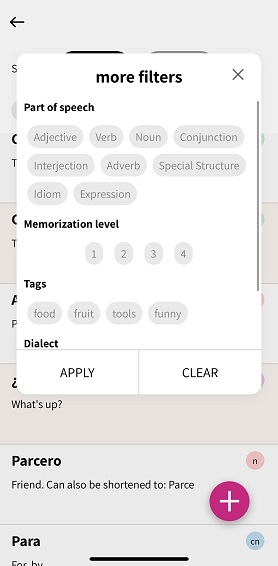 S
more filters
Part of speech
Adjective Verb Noun Conjunction
Interjection Adverb Special Structure
Idiom Expression
Memorization level
1 2 3 4
Tags
food fruit tools funny
Dialect
APPLY CLEAR
What's up?
Parcero n
Friend. Can also be shortened to: Parce
Para cn
For, by